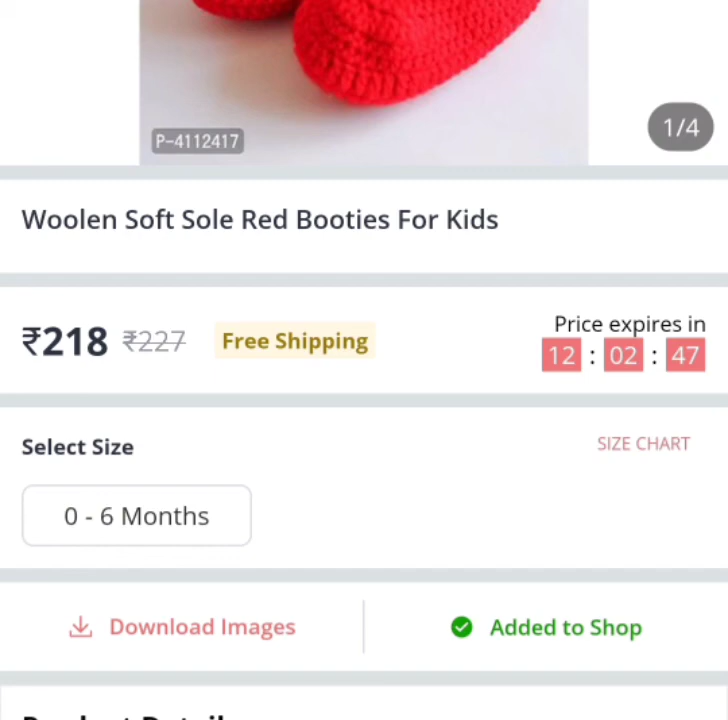 P-4112417
1/4
Woolen Soft Sole Red Booties For Kids
₹218 ₹227 Free Shipping
Price expires in
12 : 02 : 47
Select Size
SIZE CHART
0 - 6 Months
Download Images
Added to Shop